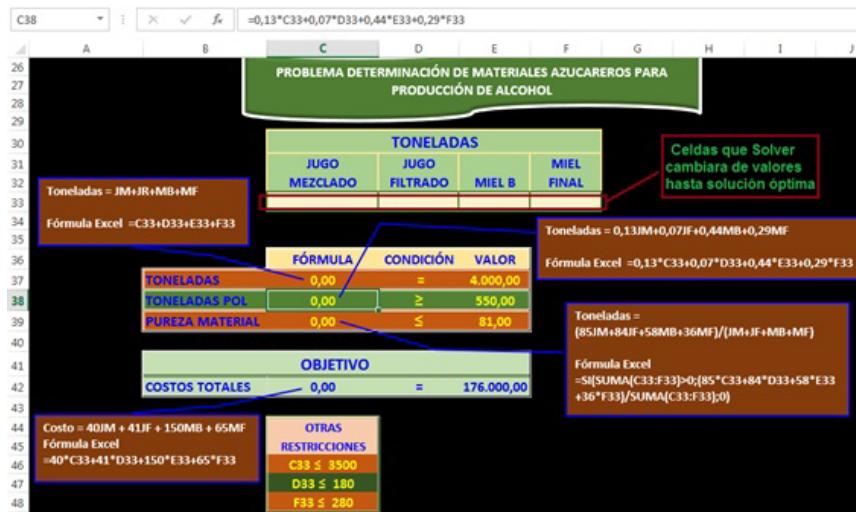 C38
fx
=0,13*C33+0,07*D33+0,44*E33+0,29*F33
A B C D E F G H I J
26
27
28
29
30
31
32
33
34
35
36
37
38
39
40
41
42
43
44
45
46
47
48
PROBLEMA DETERMINACIÓN DE MATERIALES AZUCAREROS PARA
PRODUCCIÓN DE ALCOHOL
TONELADAS
JUGO MEZCLADO
JUGO FILTRADO
MIEL B
MIEL FINAL
Celdas que Solver
cambiara de valores
hasta solución óptima
Toneladas = JM+JR+MB+MF
Fórmula Excel =C33+D33+E33+F33
Toneladas = 0,13JM+0,07JF+0,44MB+0,29MF
Fórmula Excel =0,13*C33+0,07*D33+0,44*E33+0,29*F33
FÓRMULA CONDICIÓN VALOR
TONELADAS 0,00 = 4.000,00
TONELADAS POL 0,00 ≥ 550,00
PUREZA MATERIAL 0,00 ≤ 81,00
Toneladas =
(85JM+84JF+58MB+36MF)/(JM+JF+MB+MF)
Fórmula Excel
=SI(SUMA(C33:F33)>0;(85*C33+84*D33+58*E33
+36*F33)/SUMA(C33:F33);0)
OBJETIVO
COSTOS TOTALES 0,00 = 176.000,00
Costo = 40JM + 41JF + 150MB + 65MF
Fórmula Excel
=40*C33+41*D33+150*E33+65*F33
OTRAS
RESTRICCIONES
C33 ≤ 3500
D33 ≤ 180
F33 ≤ 280